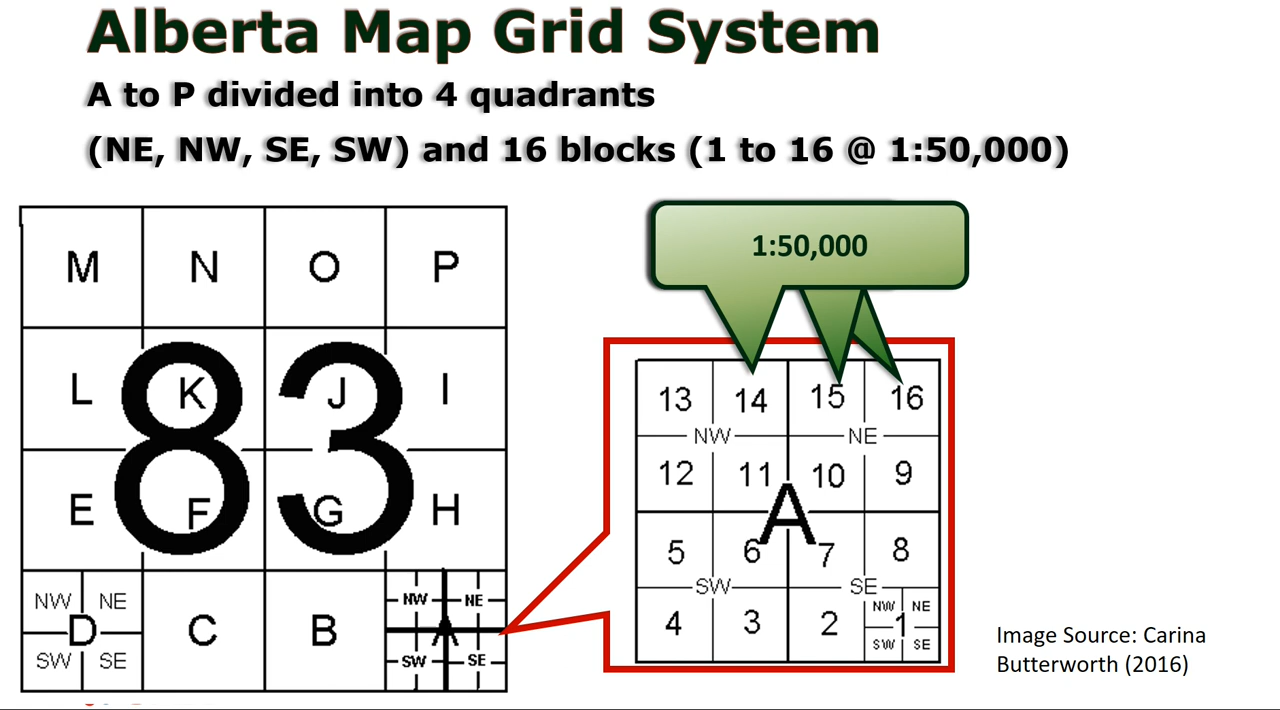 Alberta Map Grid System
A to P divided into 4 quadrants
(NE, NW, SE, SW) and 16 blocks (1 to 16 @ 1:50,000)
M N O P
L K J I
83
E F G H
NW NE
D
SW SE
C B
NW NE
A
SW SE
1:50,000
13 14 15 16
NW NE
12 11 10 9
A
5 6 7 8
SW SE
4 3 2 1
NW NE
SW SE
Image Source: Carina
Butterworth (2016)